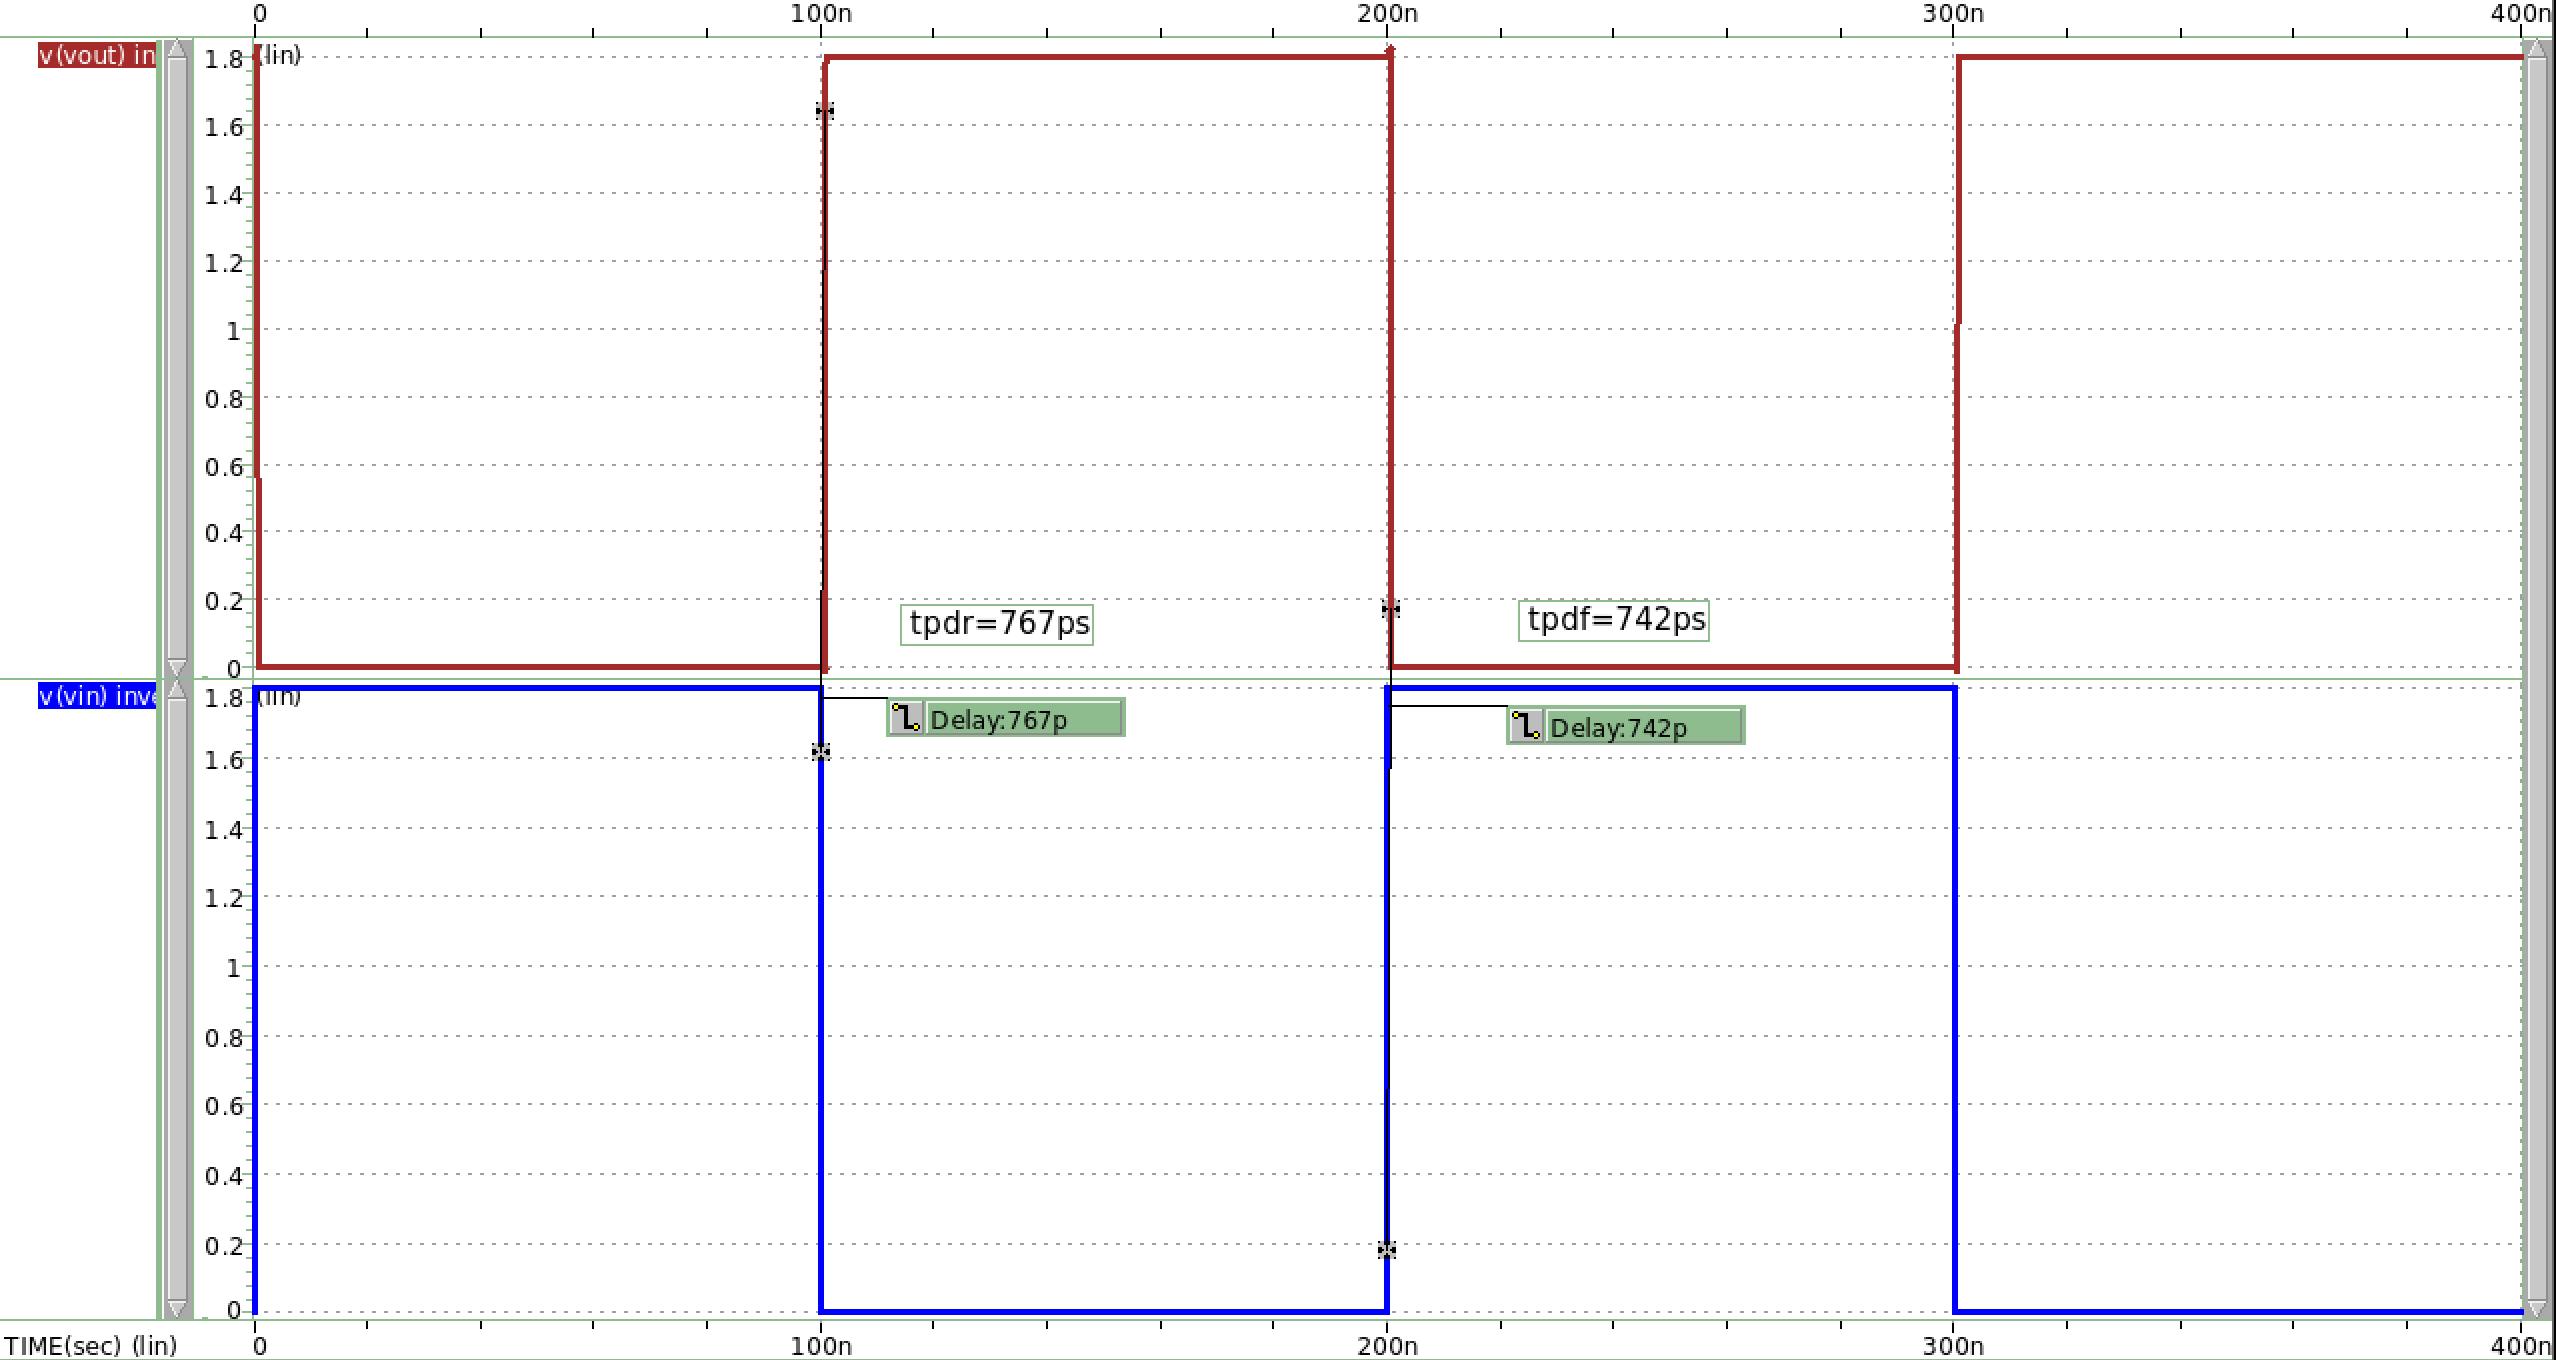 0 100n 200n 300n 400n
v(vout) in
(lin)
1.8
1.6
1.4
1.2
1
0.8
0.6
0.4
0.2
0
tpdr=767ps
tpdf=742ps
v(vin) inve
(lin)
1.8
1.6
1.4
1.2
1
0.8
0.6
0.4
0.2
0
Delay:767p
Delay:742p
TIME(sec) (lin) 0 100n 200n 300n 400n